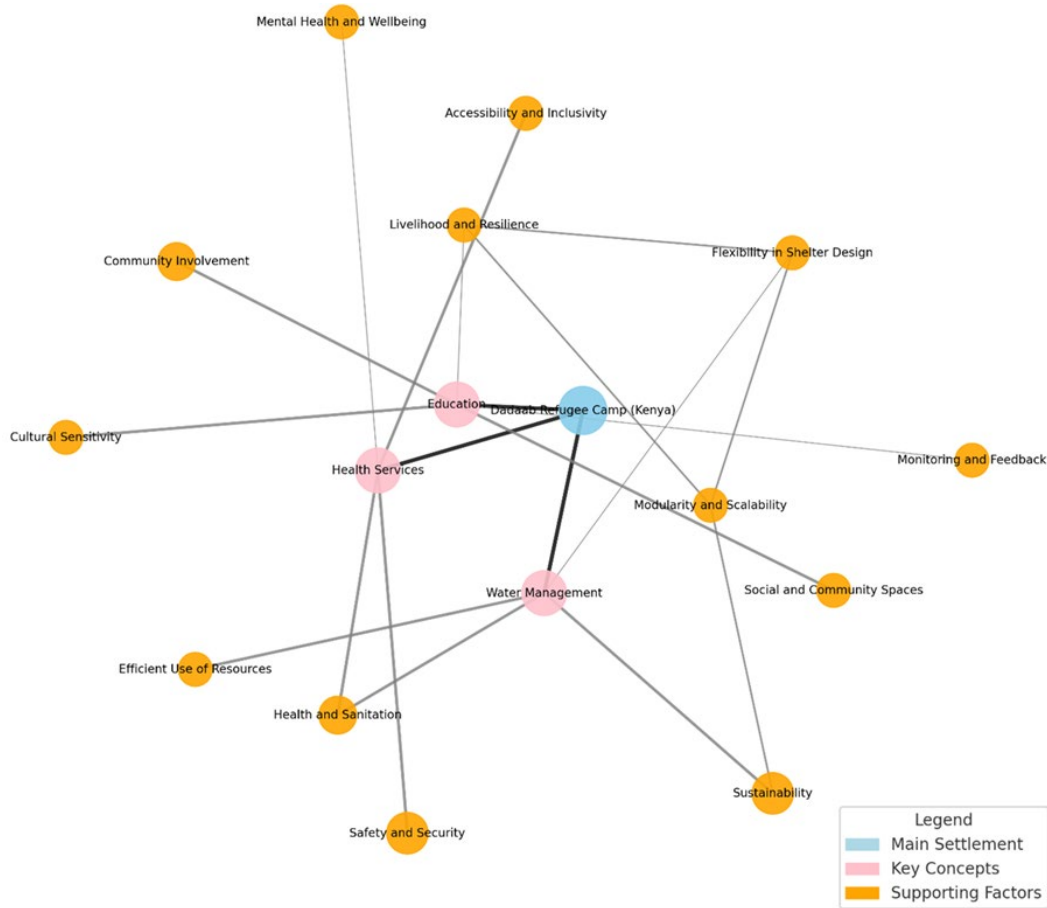 Mental Health and Wellbeing
Accessibility and Inclusivity
Livelihood and Resilience
Flexibility in Shelter Design
Community Involvement
Education
Dadaab Refugee Camp (Kenya)
Cultural Sensitivity
Health Services
Monitoring and Feedback
Modularity and Scalability
Water Management
Social and Community Spaces
Efficient Use of Resources
Health and Sanitation
Sustainability
Safety and Security
Legend
Main Settlement
Key Concepts
Supporting Factors